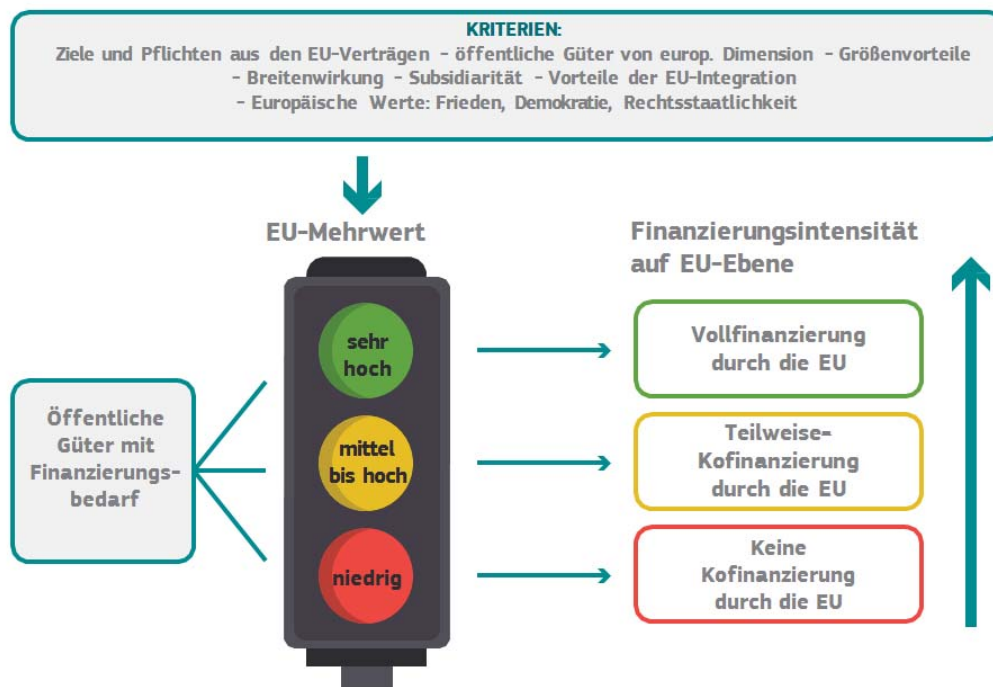 KRITERIEN:
Ziele und Pflichten aus den EU-Verträgen – öffentliche Güter von europ. Dimension – Größenvorteile
– Breitenwirkung – Subsidiarität – Vorteile der EU-Integration
– Europäische Werte: Frieden, Demokratie, Rechtsstaatlichkeit
EU-Mehrwert
Finanzierungsintensität
auf EU-Ebene
Öffentliche
Güter mit
Finanzierungs-
bedarf
sehr
hoch
Vollfinanzierung
durch die EU
mittel
bis hoch
Teilweise-
Kofinanzierung
durch die EU
niedrig
Keine
Kofinanzierung
durch die EU